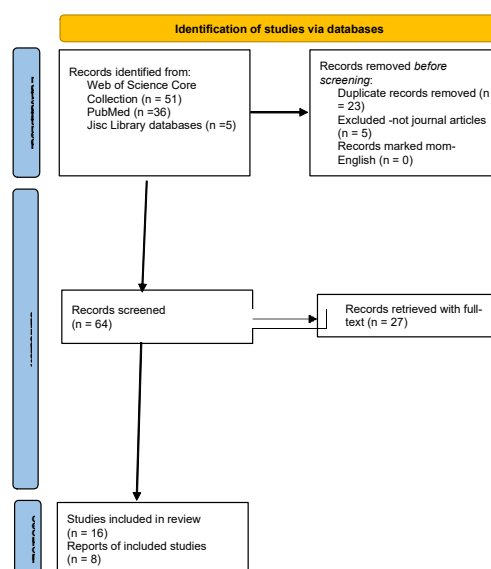 Identification of studies via databases
Records identified from:
Web of Science Core
Collection (n = 51)
PubMed (n =36)
Jisc Library databases (n =5)
Records removed before
screening:
Duplicate records removed (n
= 23)
Excluded -not journal articles
(n = 5)
Records marked mom-
English (n = 0)
Records screened
(n = 64)
Records retrieved with full-
text (n = 27)
Studies included in review
(n = 16)
Reports of included studies
(n = 8)